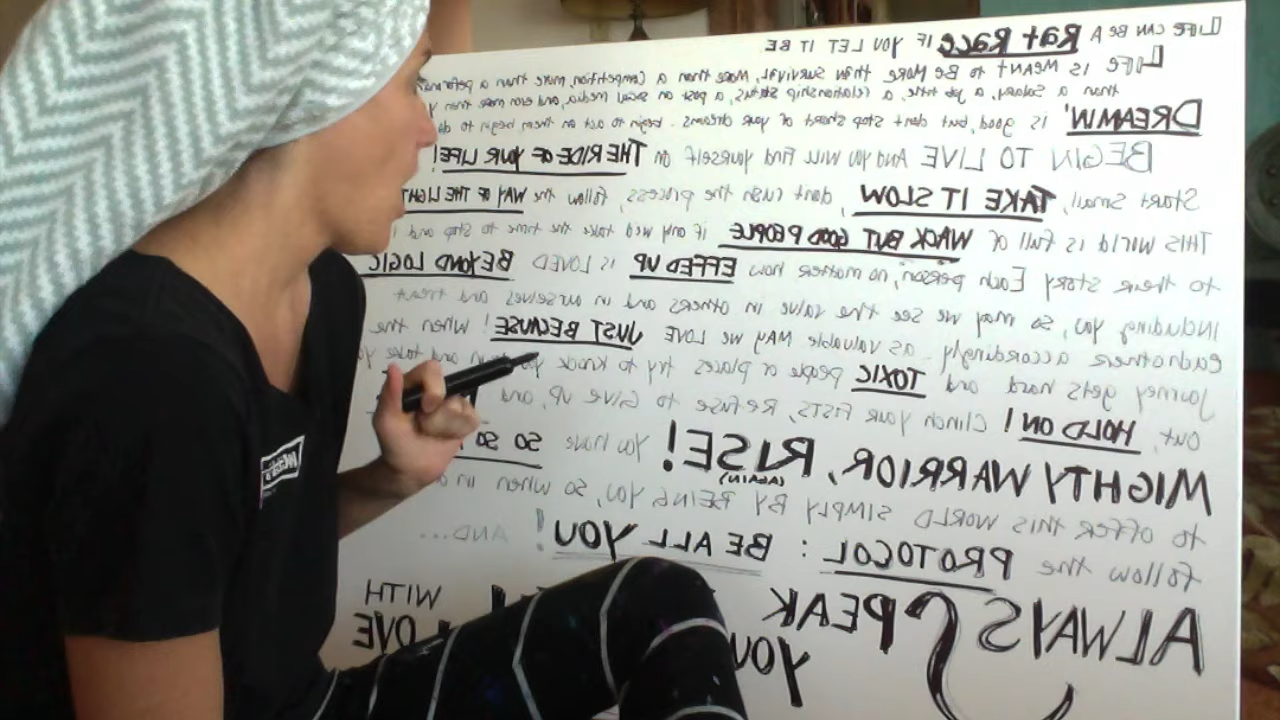 LIFE CAN BE A RAT RACE IF YOU LET IT BE
LIFE IS MEANT TO BE MORE THAN SURVIVAL, MORE THAN A COMPETITION, MORE THAN A
than a salary, a job title, a relationship status, a post on social media, and even more then
DREAMIN' is good, but dont stop short of your dreams. begin to act on them begin to
BEGIN TO LIVE AND YOU WILL FIND YOURSELF ON THE RIDE OF YOUR LIFE!
START SMALL, TAKE IT SLOW, dont rush the process, follow the WAY OF THE LIGHT
THIS WORLD IS FULL OF WACK BUT GOOD PEOPLE if only we'd take the time to stop and
to their story. Each person, no matter how EFFED UP is LOVED BEYOND LOGIC
INCLUDING YOU, SO may we see the value in others and in ourselves and treat
eachother accordingly.. as valuable. MAY WE LOVE JUST BECAUSE! When the
journey gets hard and TOXIC people or places try to knock and take
out, HOLD ON! Clinch your FISTS, REFUSE to GIVE UP, AND
MIGHTY WARRIOR, RISE! (AGAIN) You have SO SO
to offer this WORLD SIMPLY BY BEING YOU, SO when in
follow the PROTOCOL: BE ALL YOU! AND...
ALWAYS SPEAK
YOU
WITH
LOVE